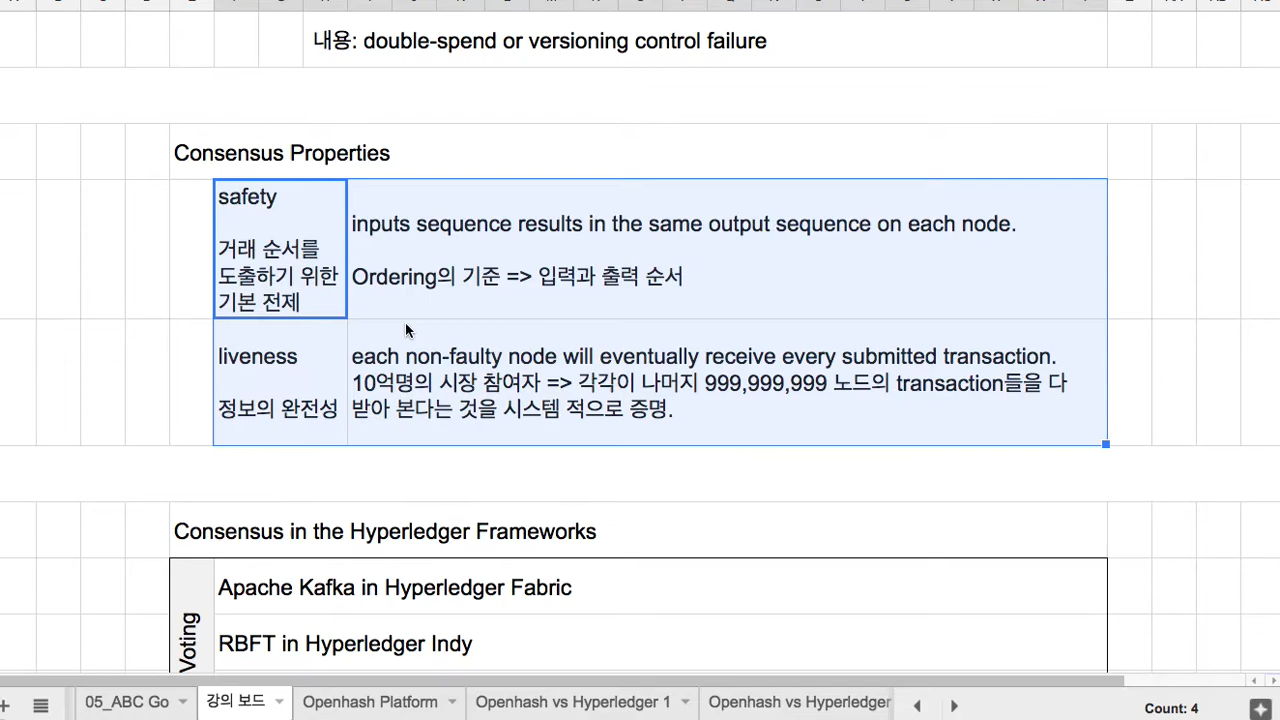 내용: double-spend or versioning control failure
Consensus Properties
safety
거래 순서를
도출하기 위한
기본 전제
inputs sequence results in the same output sequence on each node.
Ordering의 기준 => 입력과 출력 순서
liveness
정보의 완전성
each non-faulty node will eventually receive every submitted transaction.
10억명의 시장 참여자 => 각각이 나머지 999,999,999 노드의 transaction들을 다
받아 본다는 것을 시스템 적으로 증명.
Consensus in the Hyperledger Frameworks
Voting
Apache Kafka in Hyperledger Fabric
RBFT in Hyperledger Indy
05_ABC Go
강의 보드
Openhash Platform
Openhash vs Hyperledger 1
Openhash vs Hyperledger
Count: 4